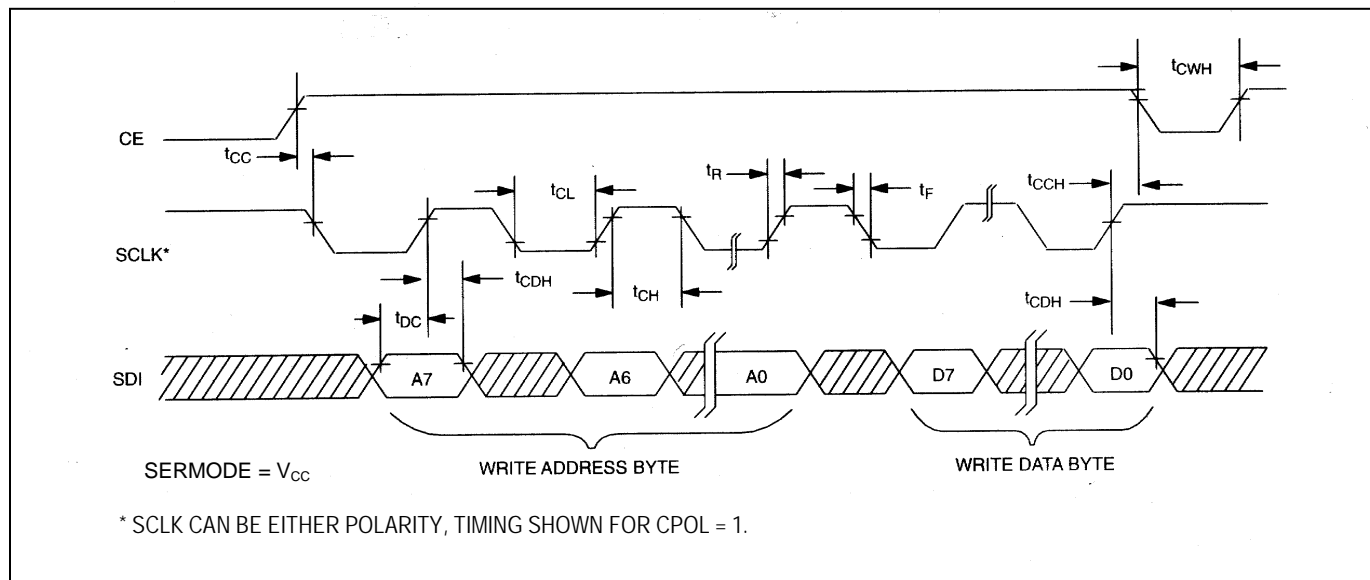 tCWH
CE
tCC
tCL
tR
tF
tCCH
SCLK*
tCDH
tCH
tCDH
tDC
SDI
A7
A6
A0
D7
D0
WRITE ADDRESS BYTE
WRITE DATA BYTE
SERMODE = VCC
* SCLK CAN BE EITHER POLARITY, TIMING SHOWN FOR CPOL = 1.